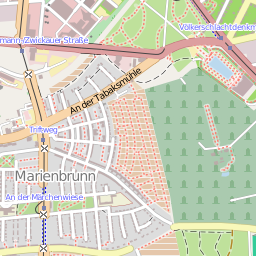 Völkerschlachtdenkm
mann-Zwickauer Straße
An der Tabaksmühle
Triftweg
Marienbrunn
An der Märchenwiese